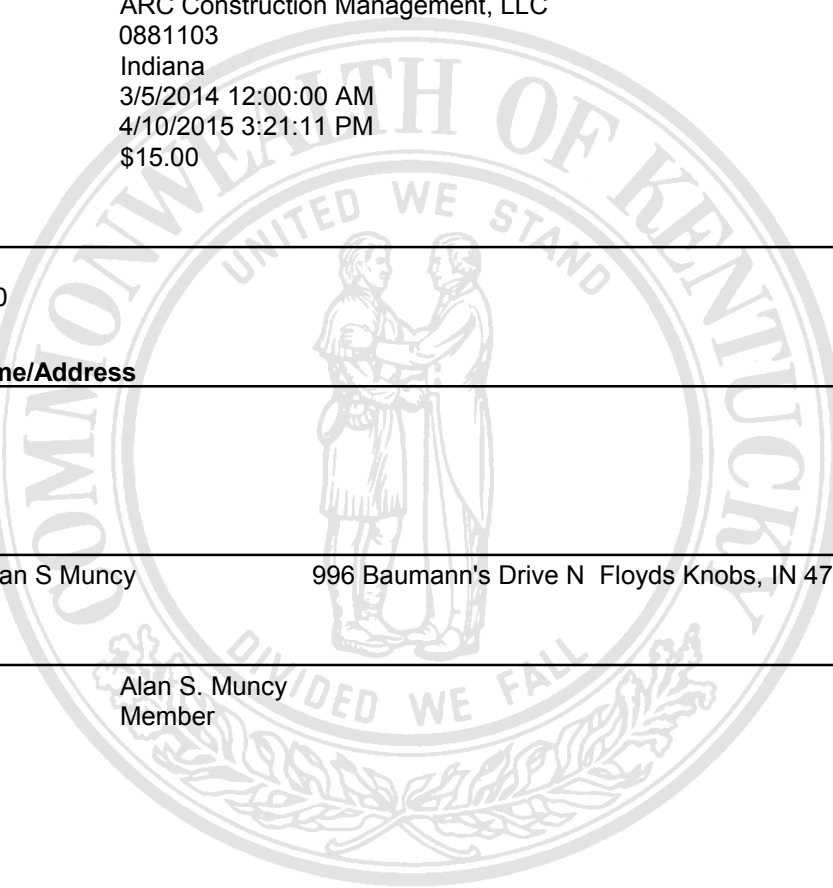 ARC Construction Management, LLC
0881103
Indiana
3/5/2014 12:00:00 AM
4/10/2015 3:21:11 PM
$15.00
0
me/Address
an S Muncy 996 Baumann's Drive N Floyds Knobs, IN 47
Alan S. Muncy
Member
COMMONWEALTH OF KENTUCKY
UNITED WE STAND
DIVIDED WE FALL